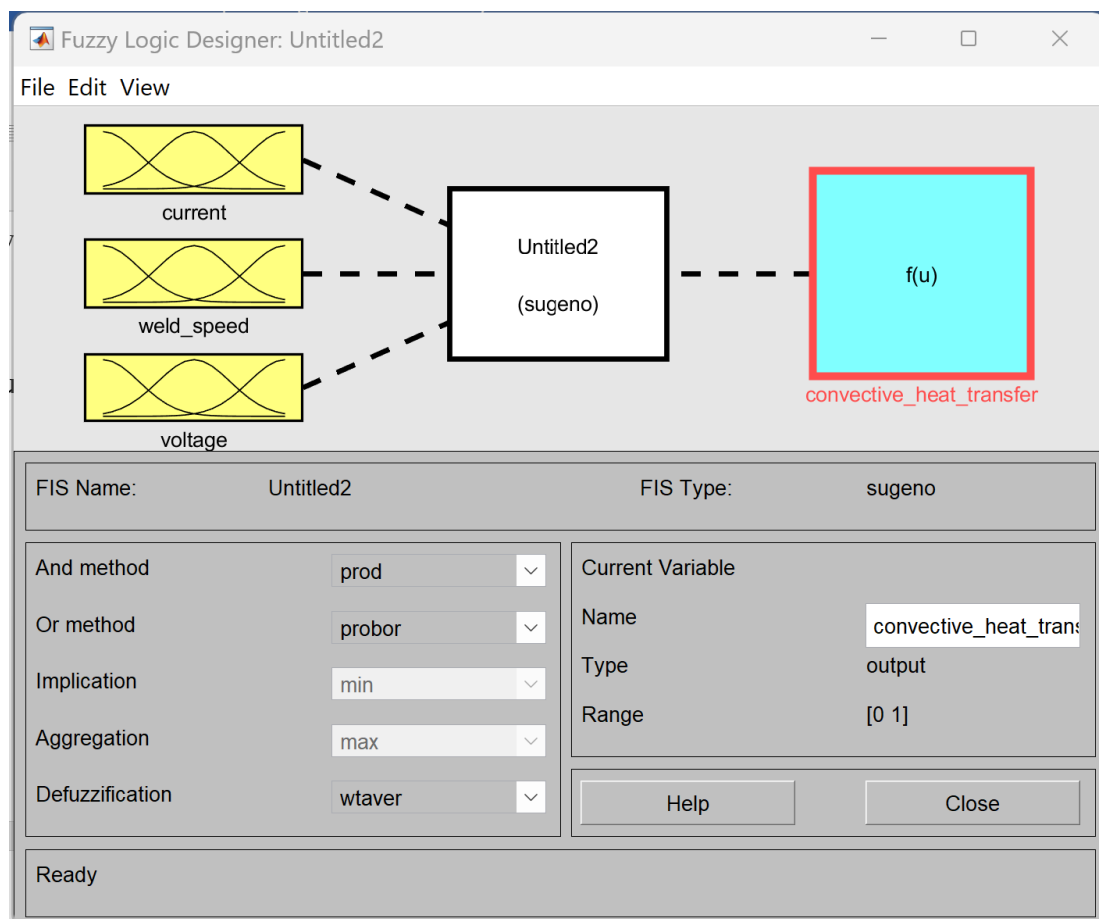 Fuzzy Logic Designer: Untitled2
File Edit View
current
weld_speed
voltage
Untitled2
(sugeno)
f(u)
convective_heat_transfer
FIS Name: Untitled2 FIS Type: sugeno
And method prod
Or method probor
Implication min
Aggregation max
Defuzzification wtaver
Current Variable
Name convective_heat_trans
Type output
Range [0 1]
Help Close
Ready